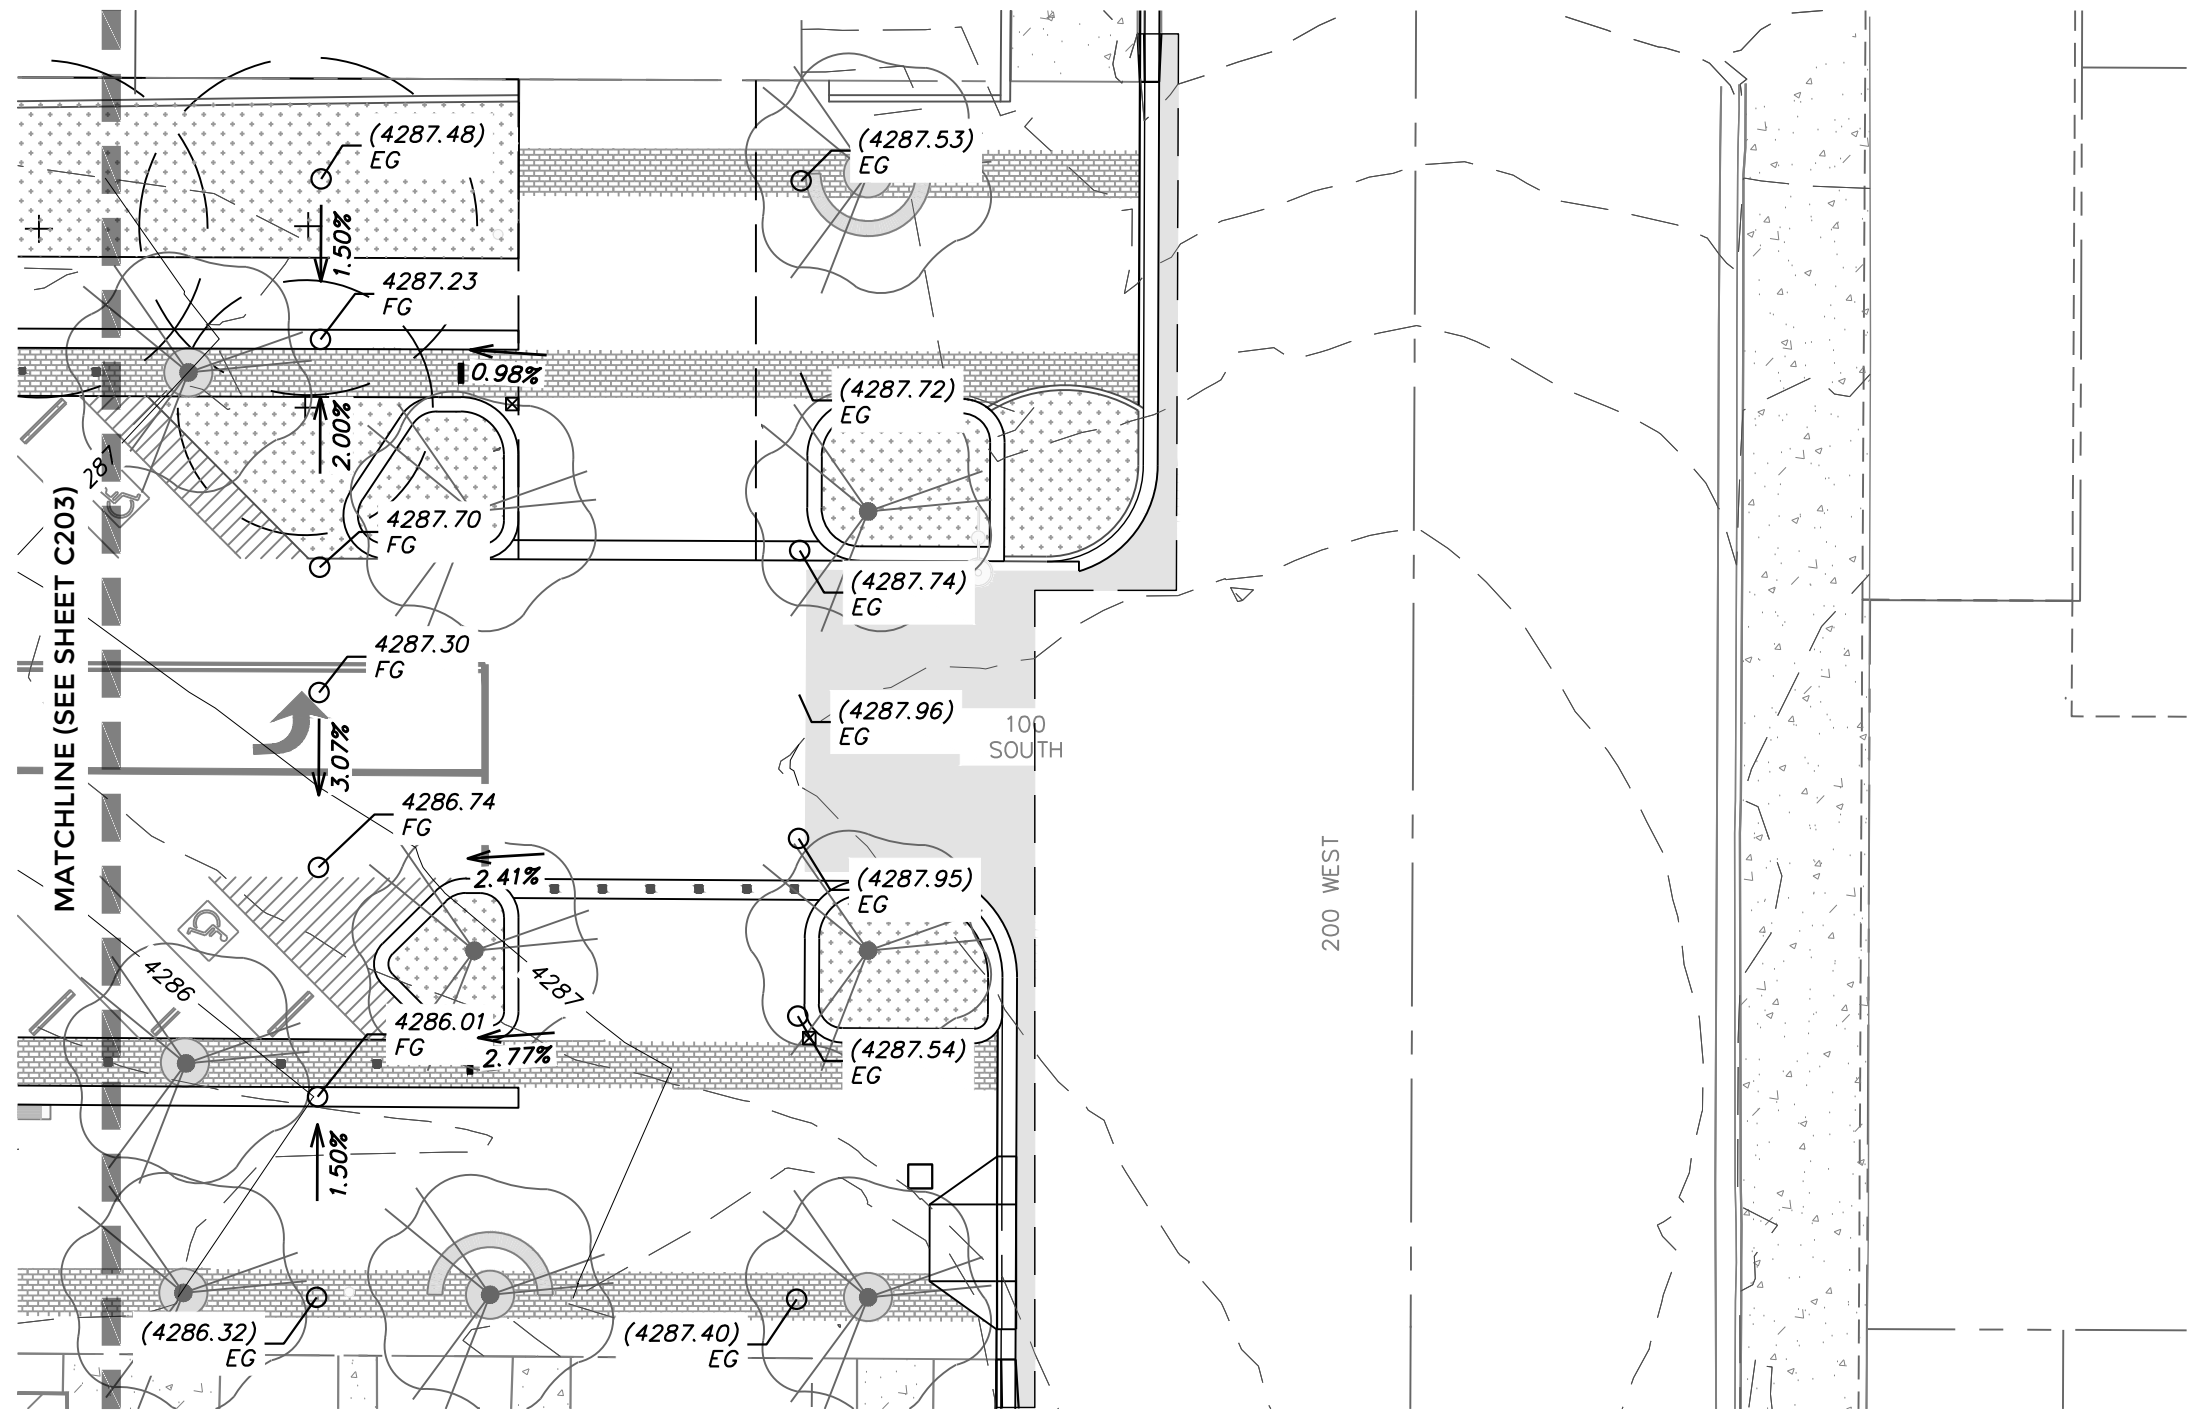 (4287.48)
EG
(4287.53)
EG
1.50%
4287.23
FG
0.98%
(4287.72)
EG
2.00%
287
4287.70
FG
(4287.74)
EG
MATCHLINE (SEE SHEET C203)
4287.30
FG
(4287.96)
EG
100
SOUTH
3.07%
4286.74
FG
2.41%
(4287.95)
EG
200 WEST
4286
4287
4286.01
FG
2.77%
(4287.54)
EG
1.50%
(4286.32)
EG
(4287.40)
EG